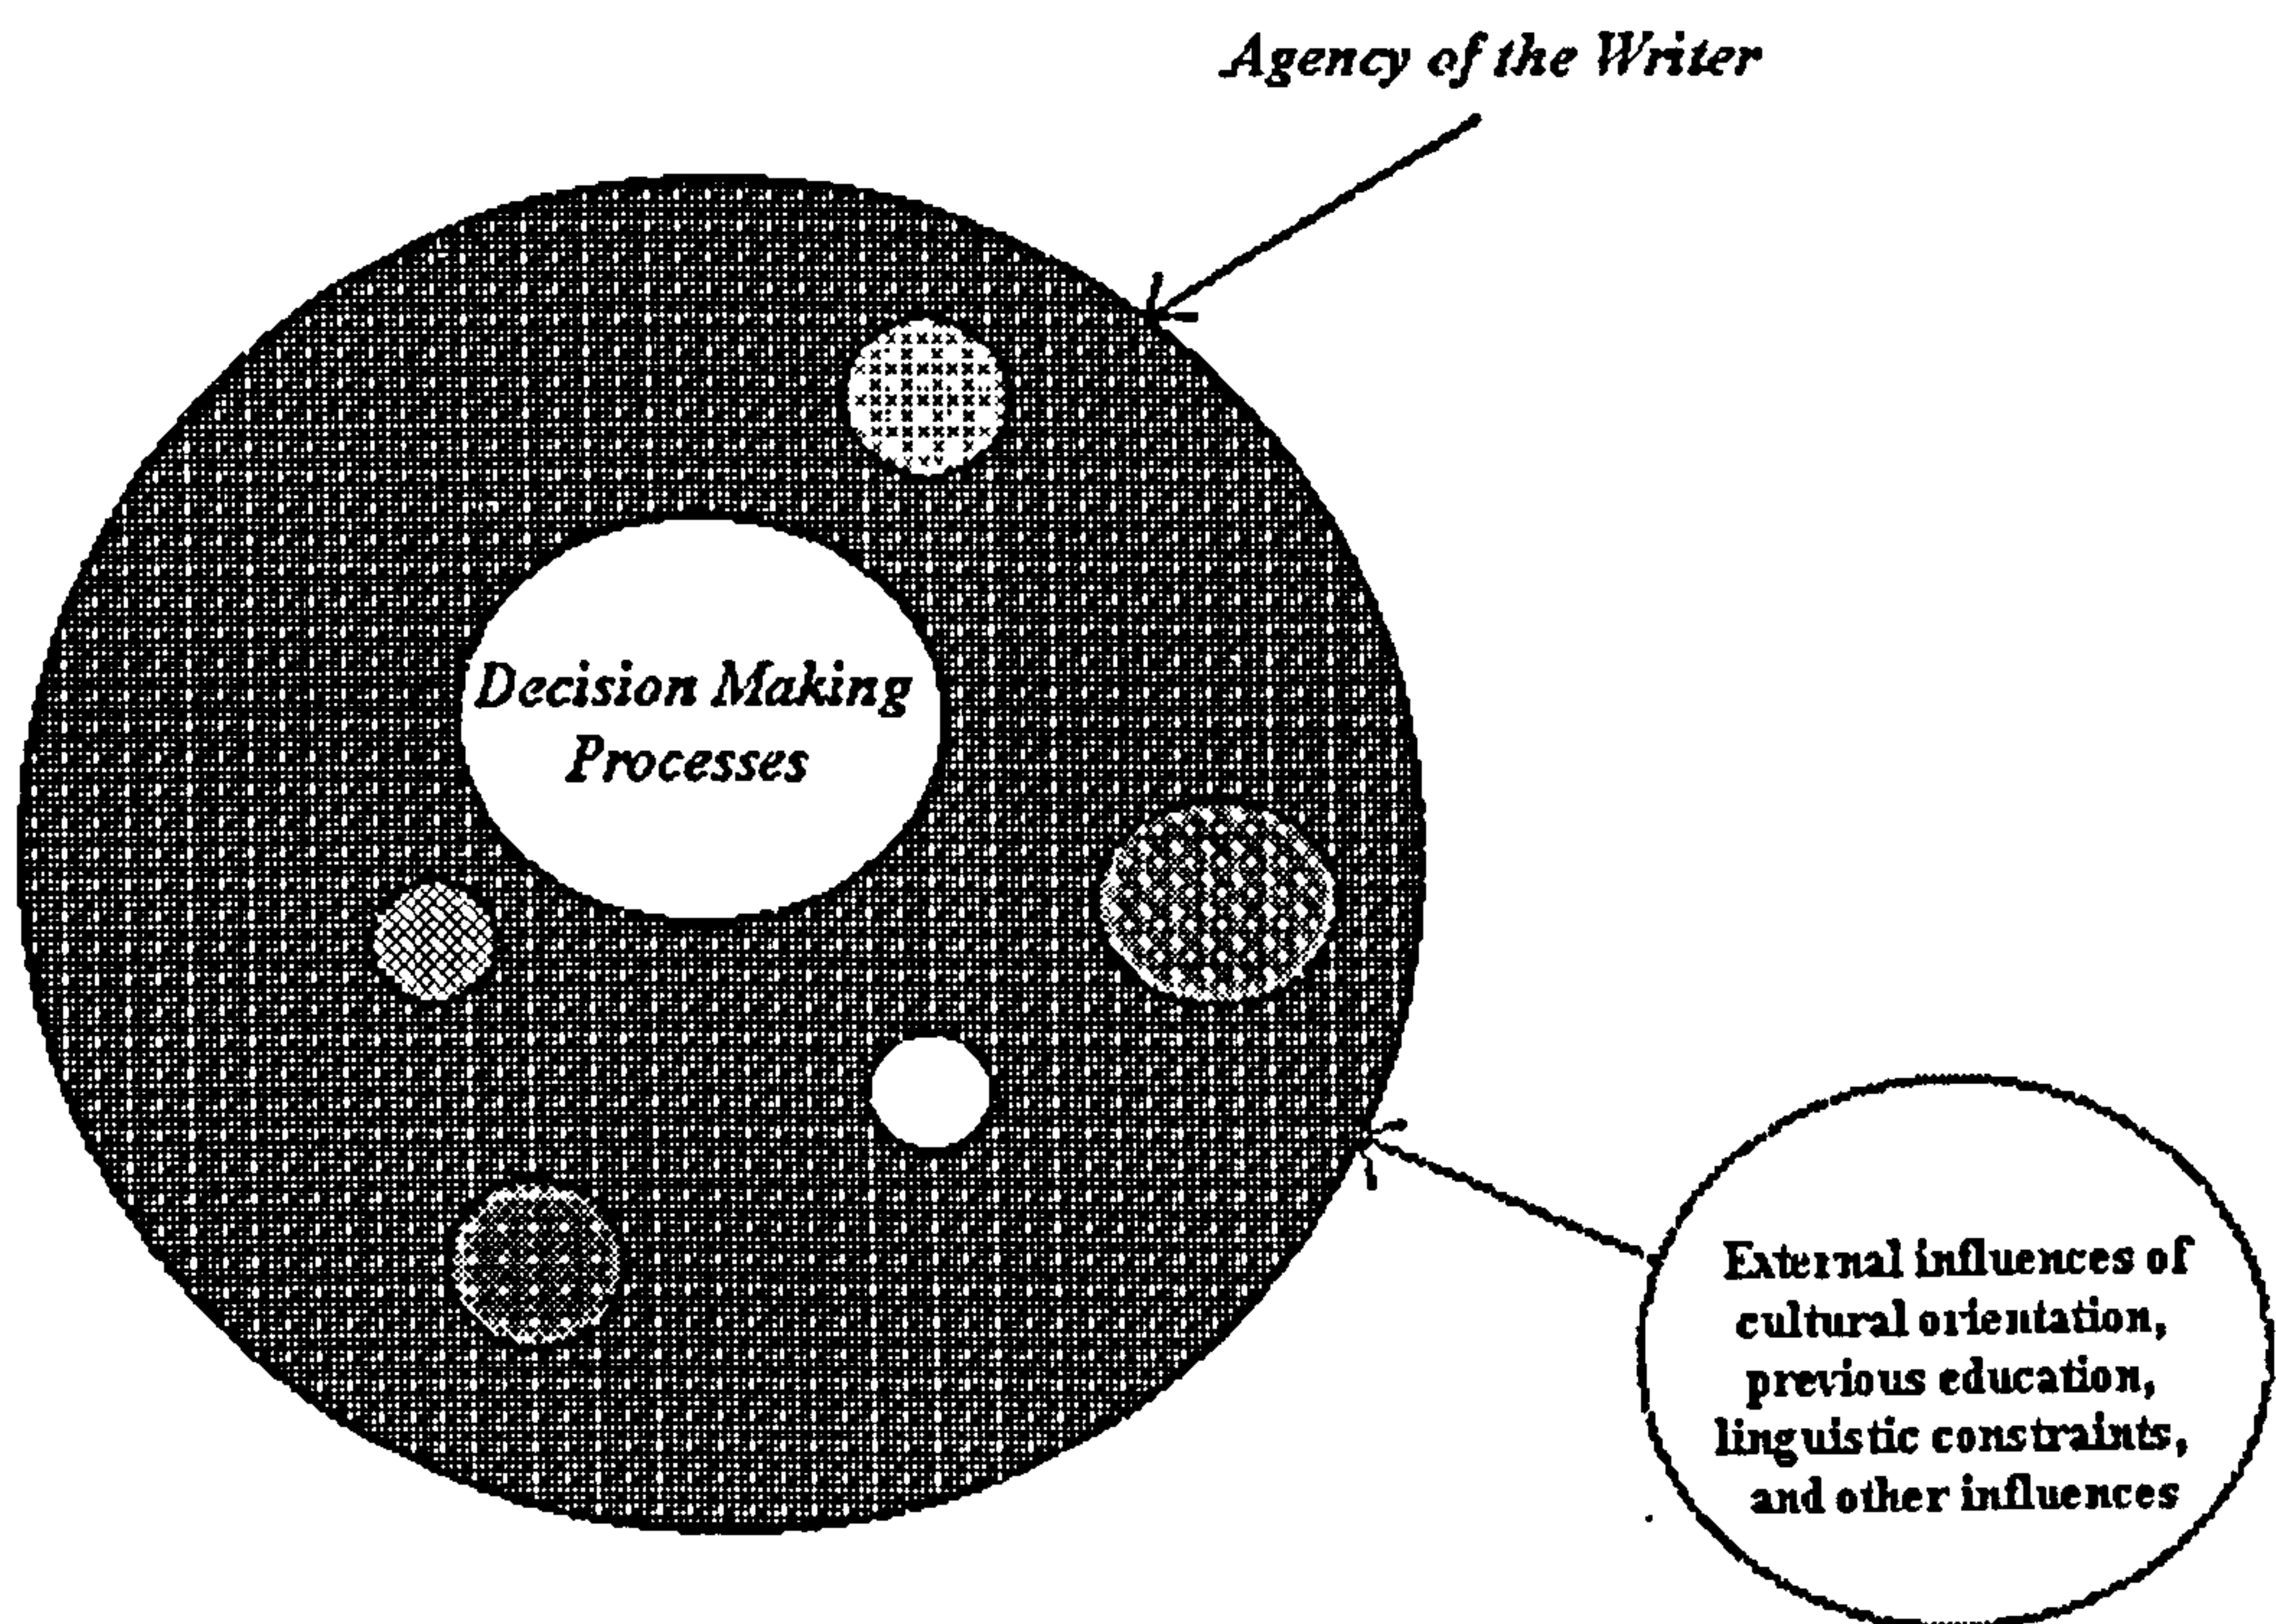 Agency of the Writer
Decision Making
Processes
External influences of
cultural orientation,
previous education,
linguistic constraints,
and other influences